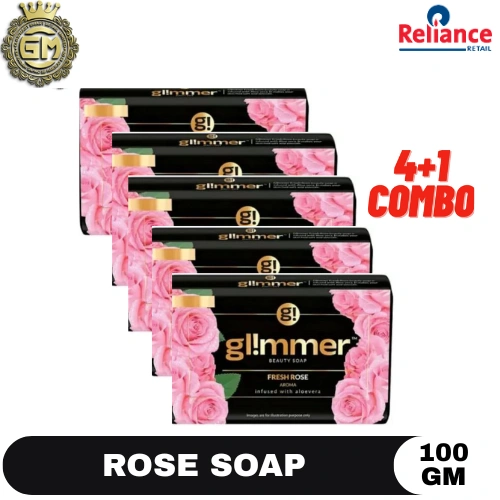 GM
Reliance
RETAIL
g!
gl!mmer
gl!mmer
g!
gl!mmer
g!
gl!mmer
g!
g!
gl!mmer™
BEAUTY SOAP
FRESH ROSE
AROMA
infused with aloevera
Images are for illustration purpose only
4+1
COMBO
ROSE SOAP
100
GM